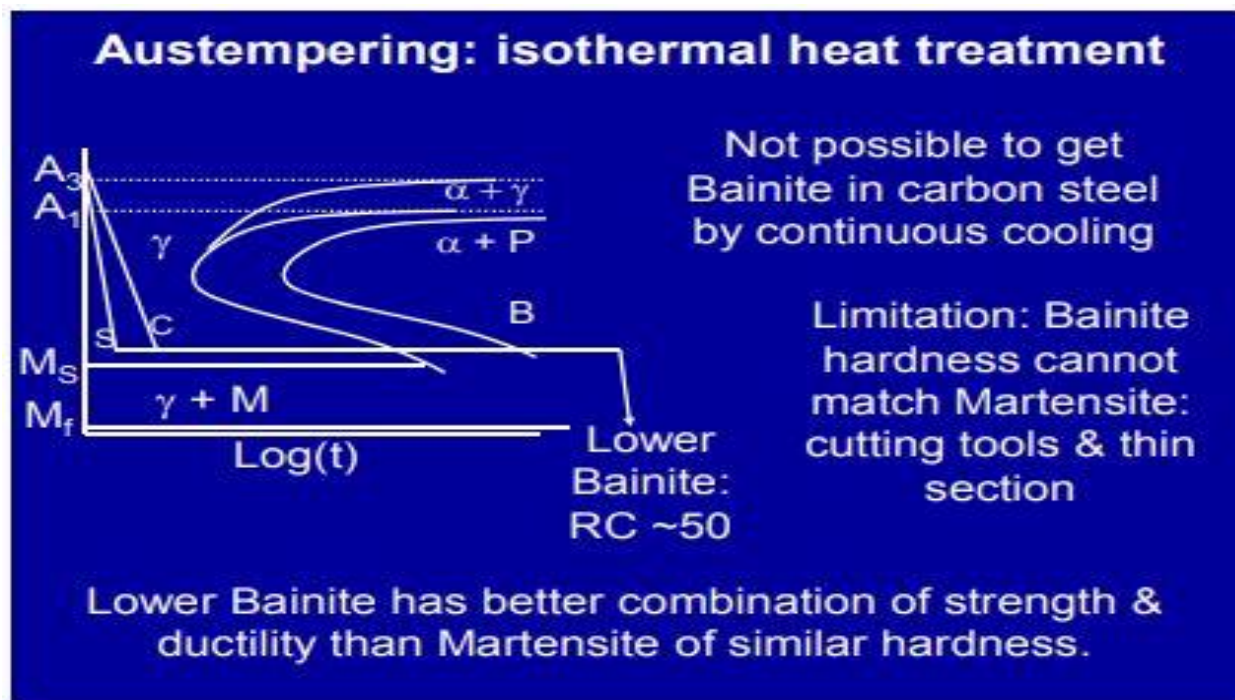 Austempering: isothermal heat treatment
Not possible to get
Bainite in carbon steel
by continuous cooling
A3
A1
α + γ
γ
α + P
B
S
C
MS
γ + M
Mf
Log(t)
Lower
Bainite:
RC ~50
Limitation: Bainite
hardness cannot
match Martensite:
cutting tools & thin
section
Lower Bainite has better combination of strength &
ductility than Martensite of similar hardness.